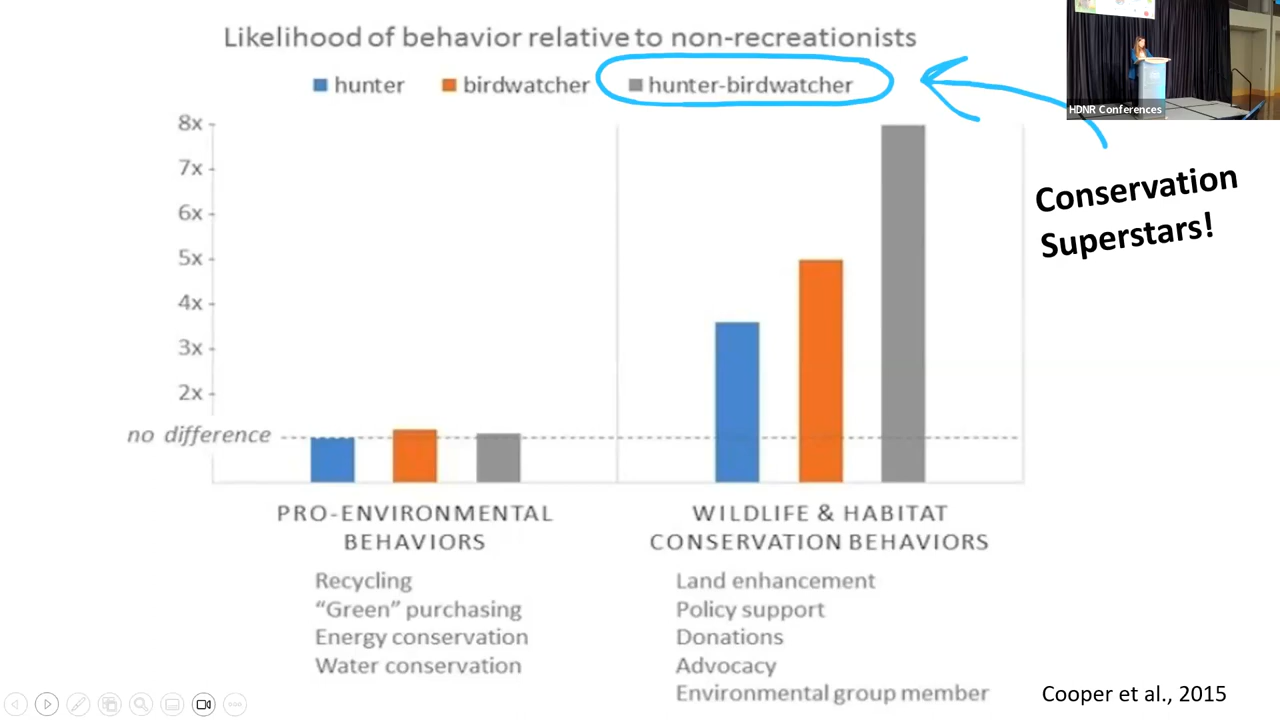 Likelihood of behavior relative to non-recreationists
hunter birdwatcher hunter-birdwatcher
HDNR Conferences
Conservation
Superstars!
8x
7x
6x
5x
4x
3x
2x
no difference
PRO-ENVIRONMENTAL
BEHAVIORS
Recycling
“Green” purchasing
Energy conservation
Water conservation
WILDLIFE & HABITAT
CONSERVATION BEHAVIORS
Land enhancement
Policy support
Donations
Advocacy
Environmental group member
Cooper et al., 2015